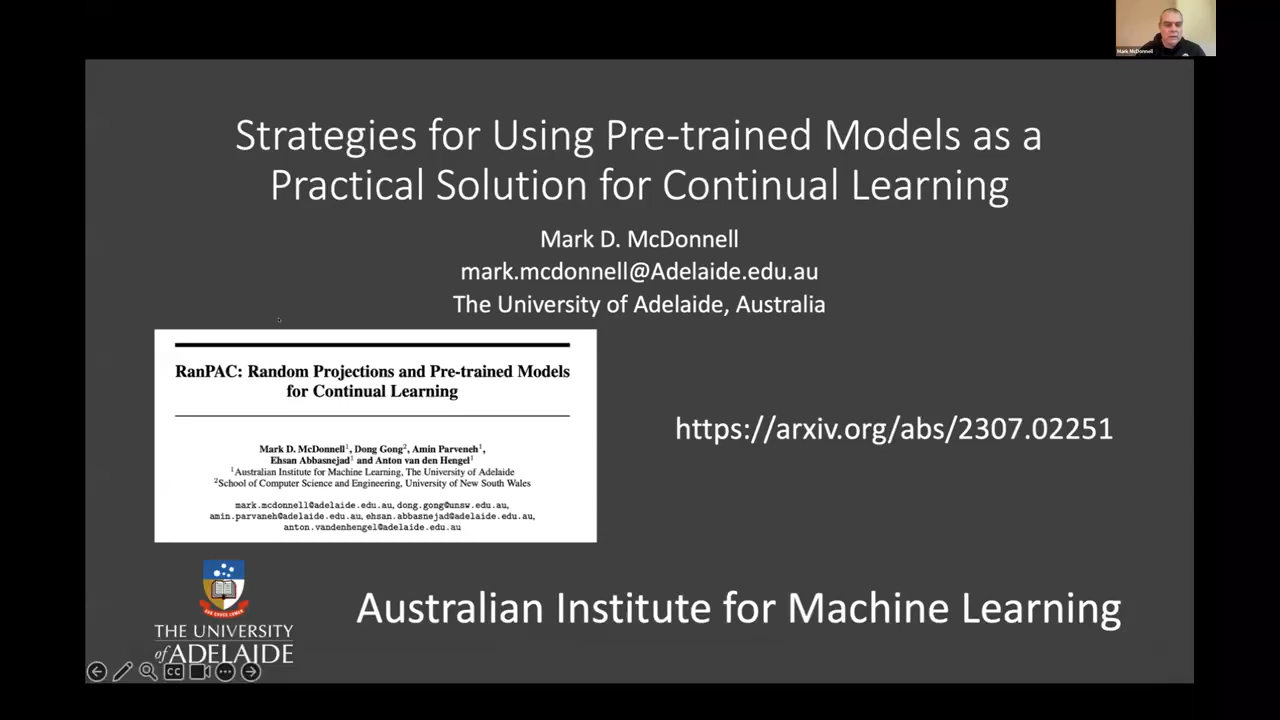 Mark McDonnell
Strategies for Using Pre-trained Models as a
Practical Solution for Continual Learning
Mark D. McDonnell
mark.mcdonnell@Adelaide.edu.au
The University of Adelaide, Australia
RanPAC: Random Projections and Pre-trained Models
for Continual Learning
Mark D. McDonnell¹, Dong Gong², Amin Parveneh¹,
Ehsan Abbasnejad¹ and Anton van den Hengel¹
¹Australian Institute for Machine Learning, The University of Adelaide
²School of Computer Science and Engineering, University of New South Wales
mark.mcdonnell@adelaide.edu.au, dong.gong@unsw.edu.au,
amin.parvaneh@adelaide.edu.au, ehsan.abbasnejad@adelaide.edu.au,
anton.vandenhengel@adelaide.edu.au
https://arxiv.org/abs/2307.02251
THE UNIVERSITY
of ADELAIDE
Australian Institute for Machine Learning
CC